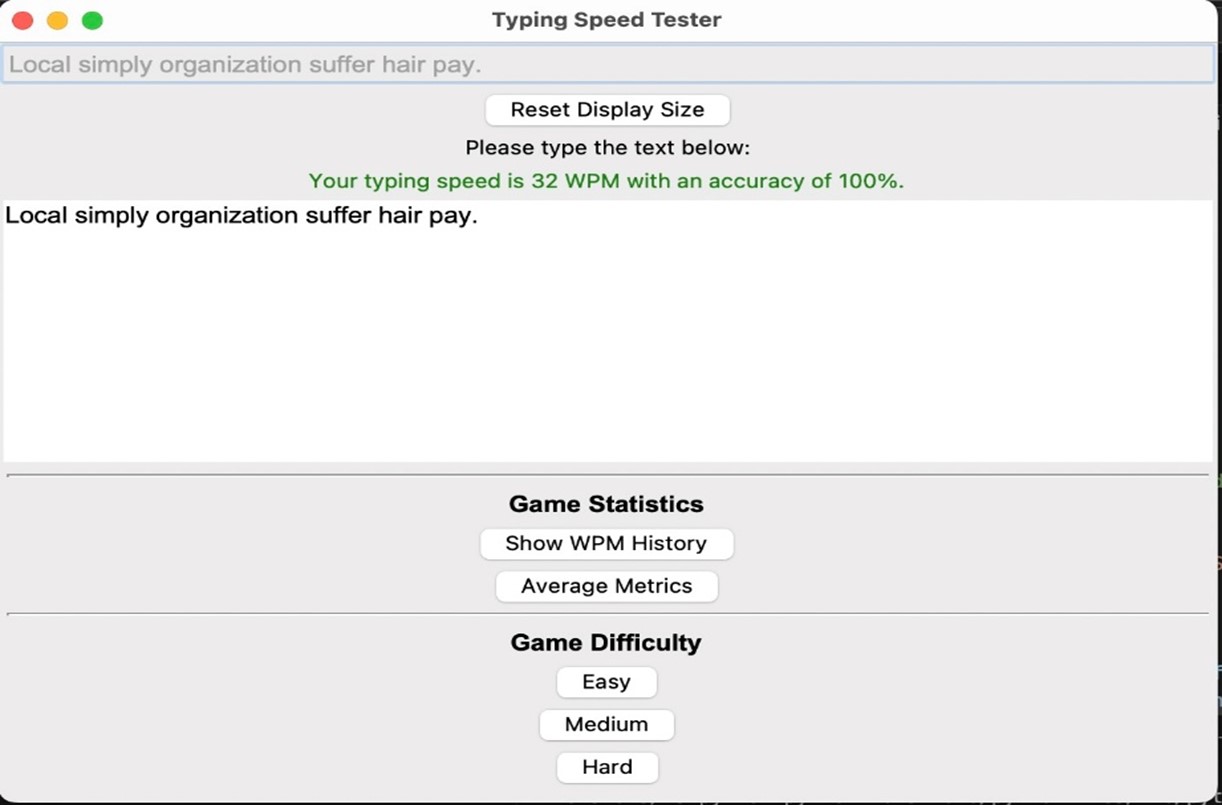 Typing Speed Tester
Local simply organization suffer hair pay.
Reset Display Size
Please type the text below:
Your typing speed is 32 WPM with an accuracy of 100%.
Local simply organization suffer hair pay.
Game Statistics
Show WPM History
Average Metrics
Game Difficulty
Easy
Medium
Hard